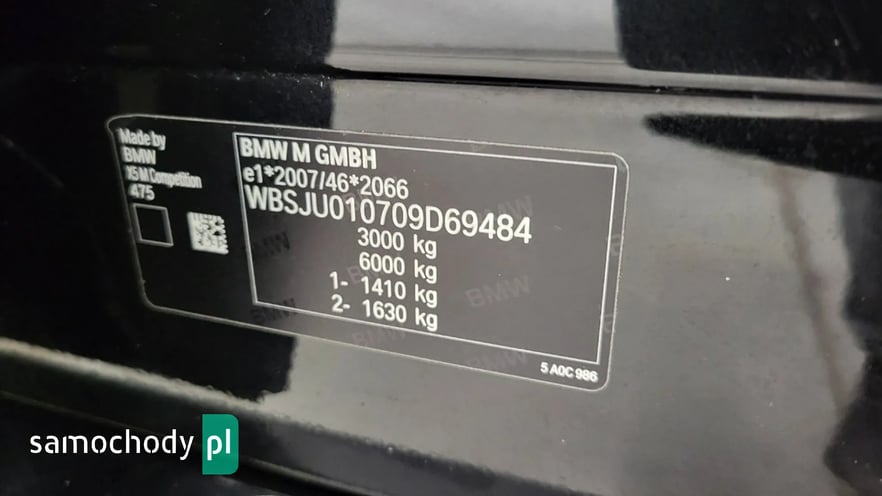 Made by
BMW
X5 M Competition
475
BMW M GMBH
e1*2007/46*2066
WBSJU010709D69484
3000 kg
6000 kg
1- 1410 kg
2- 1630 kg
5 A0C 986
samochody pl